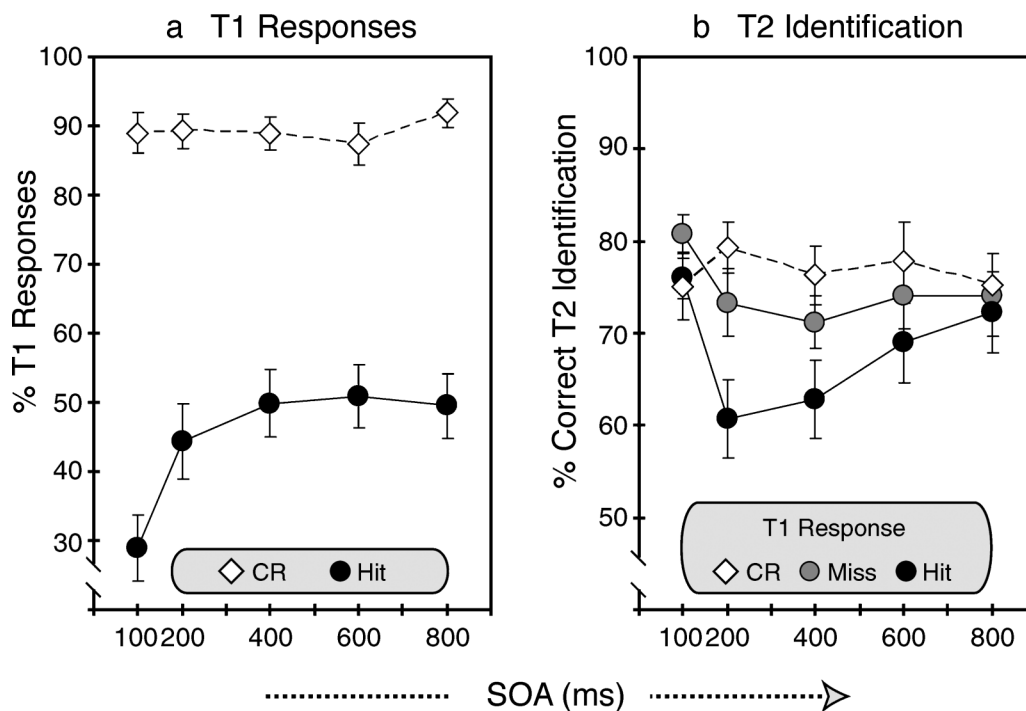 a T1 Responses
100
90
80
70
60
50
40
30
% T1 Responses
CR Hit
100 200 400 600 800
b T2 Identification
100
90
80
70
60
50
% Correct T2 Identification
T1 Response
CR Miss Hit
100 200 400 600 800
SOA (ms)